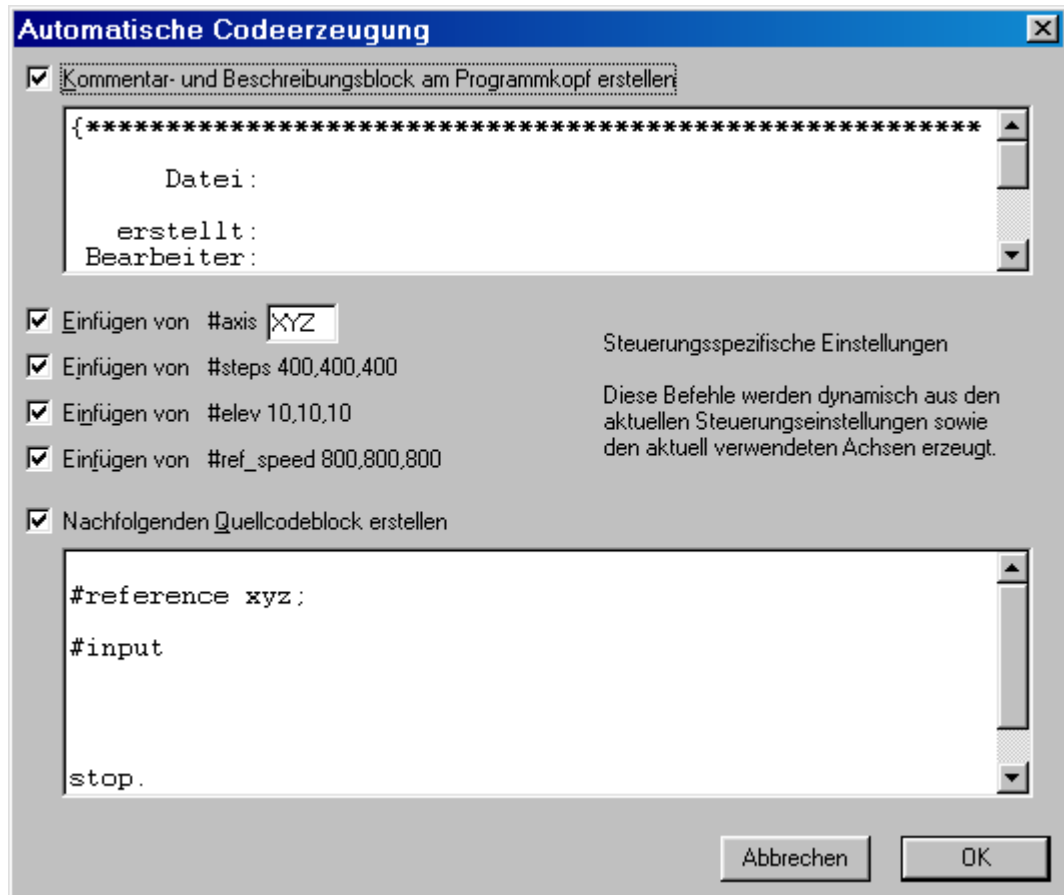 Automatische Codeerzeugung
Kommentar- und Beschreibungsblock am Programmkopf erstellen
{********************************************************
Datei:
erstellt:
Bearbeiter:
Einfügen von #axis XYZ
Einfügen von #steps 400,400,400
Einfügen von #elev 10,10,10
Einfügen von #ref_speed 800,800,800
Steuerungsspezifische Einstellungen
Diese Befehle werden dynamisch aus den
aktuellen Steuerungseinstellungen sowie
den aktuell verwendeten Achsen erzeugt.
Nachfolgenden Quellcodeblock erstellen
#reference xyz;
#input
stop.
Abbrechen
OK